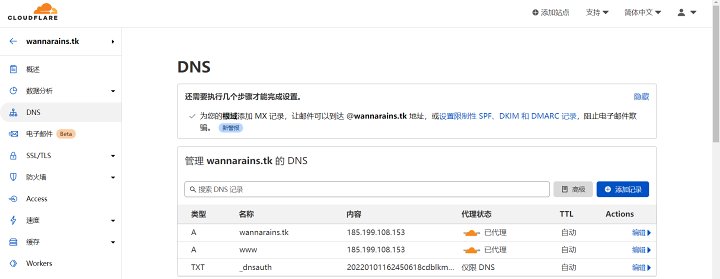 CLOUDFLARE
添加站点 支持 简体中文
wannarains.tk
概述
数据分析
DNS
电子邮件 Beta
SSL/TLS
防火墙
Access
速度
缓存
Workers
DNS
还需要执行几个步骤才能完成设置。 隐藏
为您的根域添加 MX 记录，让邮件可以到达 @wannarains.tk 地址，或设置限制性 SPF、DKIM 和 DMARC 记录，阻止电子邮件欺
骗。 新警报
管理 wannarains.tk 的 DNS
搜索 DNS 记录 高级 添加记录
类型 名称 内容 代理状态 TTL Actions
A wannarains.tk 185.199.108.153 已代理 自动 编辑
A www 185.199.108.153 已代理 自动 编辑
TXT _dnsauth 20220101162450618cdblkm... 仅限 DNS 自动 编辑